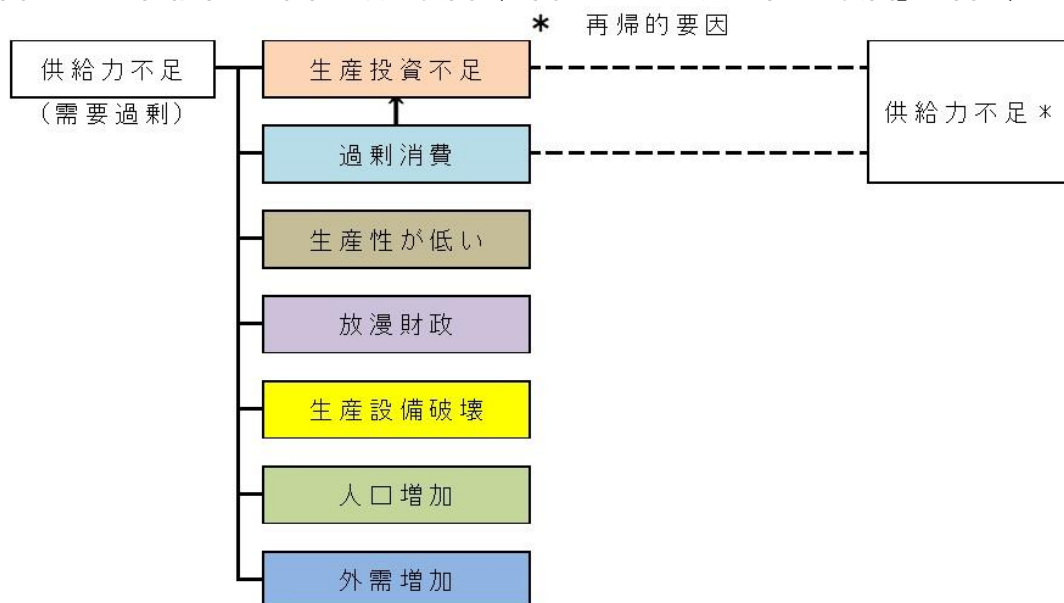 * 再帰的要因
供給力不足
(需要過剰)
生産投資不足
供給力不足*
過剰消費
生産性が低い
放漫財政
生産設備破壊
人口増加
外需増加